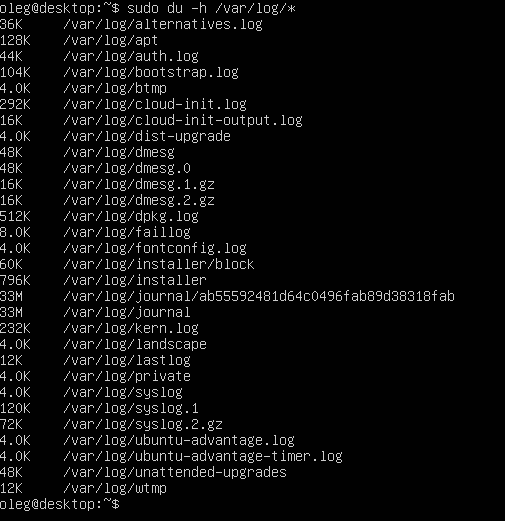 oleg@desktop:~$ sudo du -h /var/log/*
36K /var/log/alternatives.log
128K /var/log/apt
44K /var/log/auth.log
104K /var/log/bootstrap.log
4.0K /var/log/btmp
292K /var/log/cloud-init.log
16K /var/log/cloud-init-output.log
4.0K /var/log/dist-upgrade
48K /var/log/dmesg
48K /var/log/dmesg.0
16K /var/log/dmesg.1.gz
16K /var/log/dmesg.2.gz
512K /var/log/dpkg.log
8.0K /var/log/faillog
4.0K /var/log/fontconfig.log
60K /var/log/installer/block
796K /var/log/installer
33M /var/log/journal/ab55592481d64c0496fab89d38318fab
33M /var/log/journal
232K /var/log/kern.log
4.0K /var/log/landscape
12K /var/log/lastlog
4.0K /var/log/private
4.0K /var/log/syslog
120K /var/log/syslog.1
72K /var/log/syslog.2.gz
4.0K /var/log/ubuntu-advantage.log
4.0K /var/log/ubuntu-advantage-timer.log
48K /var/log/unattended-upgrades
12K /var/log/wtmp
oleg@desktop:~$